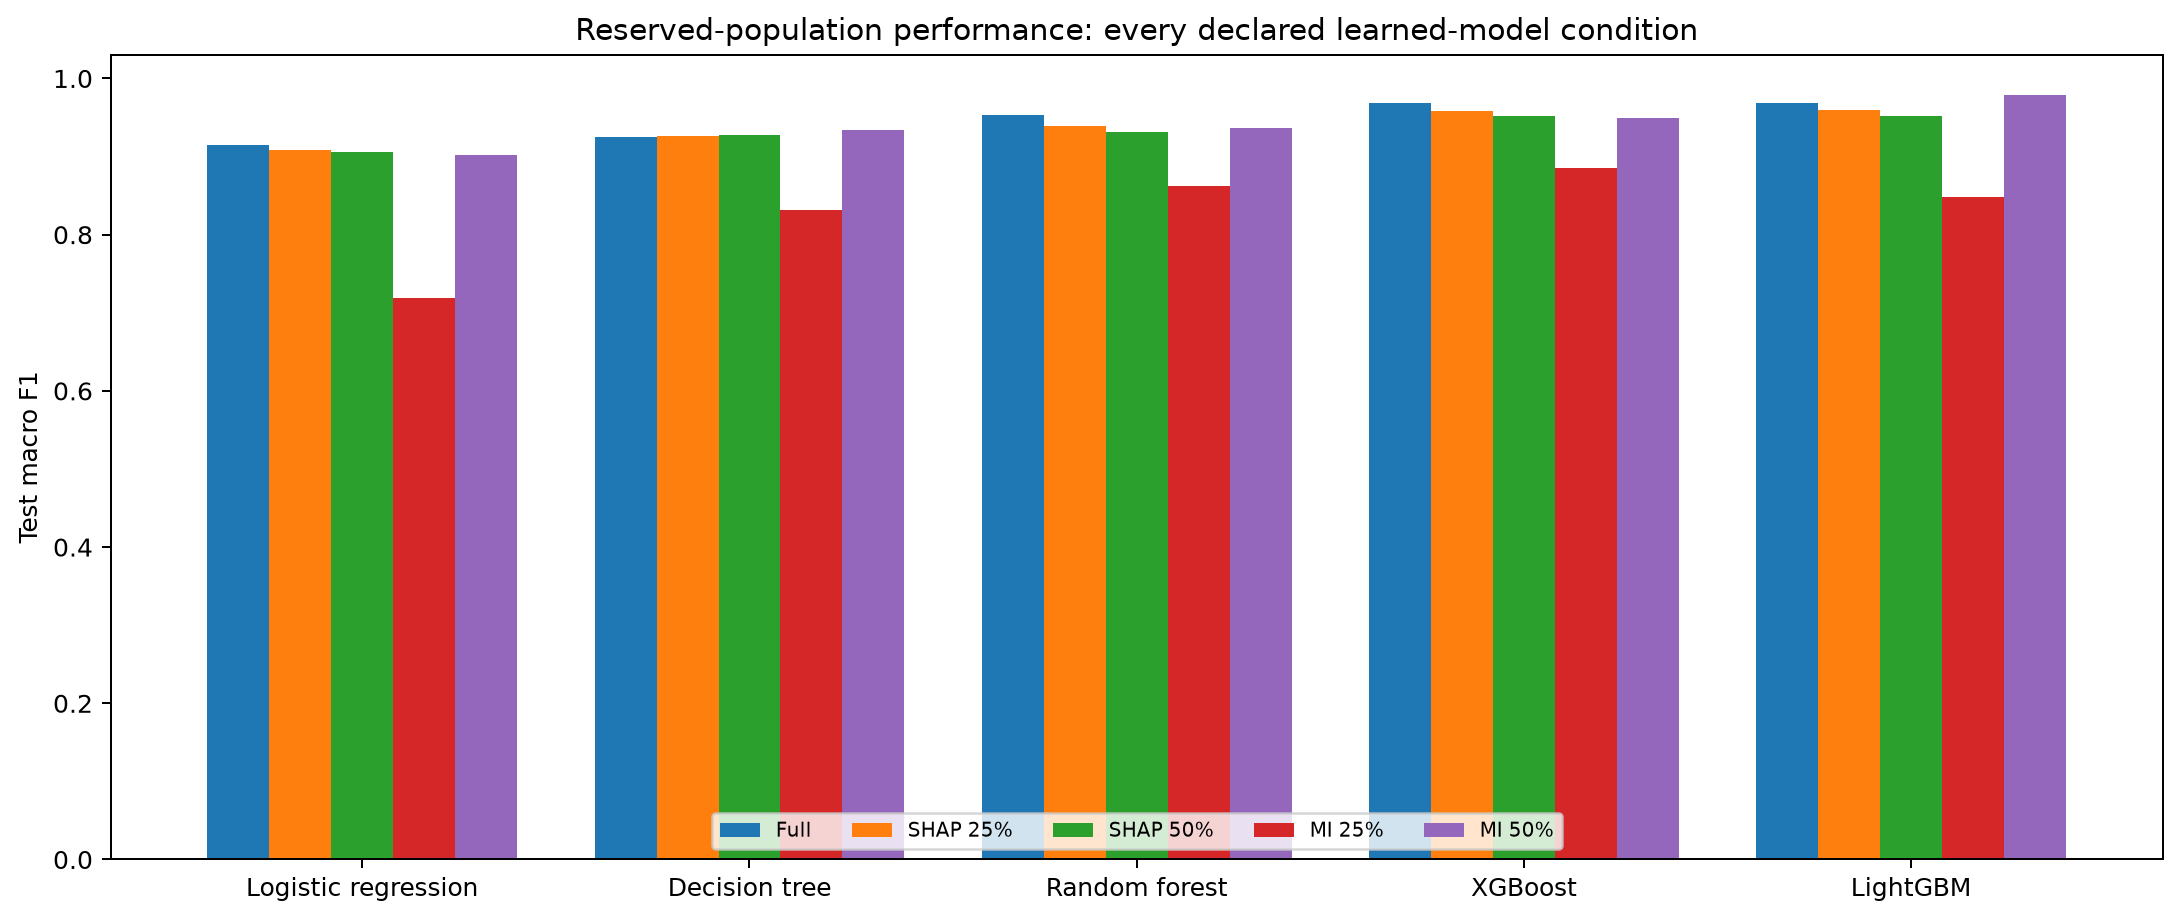 Reserved-population performance: every declared learned-model condition
Test macro F1
1.0
0.8
0.6
0.4
0.2
0.0
Full SHAP 25% SHAP 50% MI 25% MI 50%
Logistic regression Decision tree Random forest XGBoost LightGBM